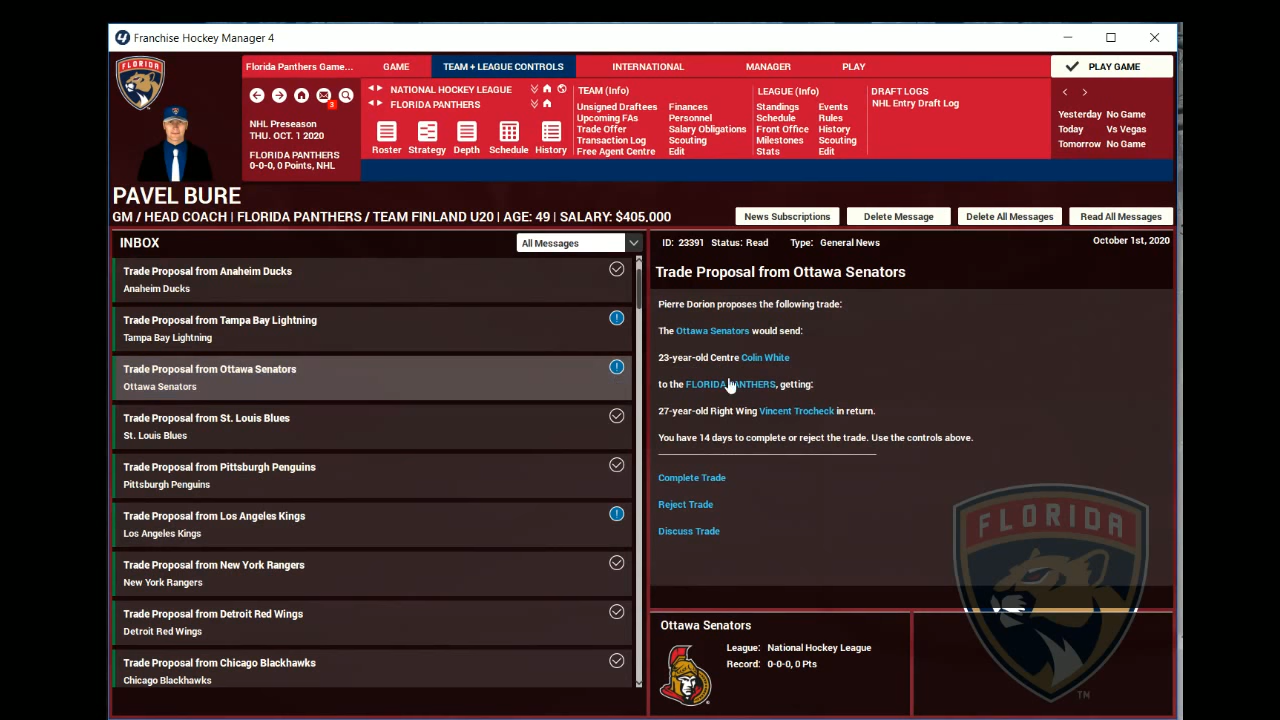 Franchise Hockey Manager 4
Florida Panthers Game...
GAME
TEAM + LEAGUE CONTROLS
INTERNATIONAL
MANAGER
PLAY
PLAY GAME
3
NHL Preseason
THU. OCT. 1 2020
FLORIDA PANTHERS
0-0-0, 0 Points, NHL
NATIONAL HOCKEY LEAGUE
FLORIDA PANTHERS
Roster Strategy Depth Schedule History
TEAM (Info)
Unsigned Draftees Finances
Upcoming FAs Personnel
Trade Offer Salary Obligations
Transaction Log Scouting
Free Agent Centre Edit
LEAGUE (Info)
Standings Events
Schedule Rules
Front Office History
Milestones Scouting
Stats Edit
DRAFT LOGS
NHL Entry Draft Log
Yesterday No Game
Today Vs Vegas
Tomorrow No Game
FLORIDA
PAVEL BURE
GM / HEAD COACH | FLORIDA PANTHERS / TEAM FINLAND U20 | AGE: 49 | SALARY: $405,000
News Subscriptions
Delete Message
Delete All Messages
Read All Messages
INBOX
All Messages
Trade Proposal from Anaheim Ducks
Anaheim Ducks
Trade Proposal from Tampa Bay Lightning
Tampa Bay Lightning
Trade Proposal from Ottawa Senators
Ottawa Senators
Trade Proposal from St. Louis Blues
St. Louis Blues
Trade Proposal from Pittsburgh Penguins
Pittsburgh Penguins
Trade Proposal from Los Angeles Kings
Los Angeles Kings
Trade Proposal from New York Rangers
New York Rangers
Trade Proposal from Detroit Red Wings
Detroit Red Wings
Trade Proposal from Chicago Blackhawks
Chicago Blackhawks
ID: 23391 Status: Read Type: General News
October 1st, 2020
Trade Proposal from Ottawa Senators
Pierre Dorion proposes the following trade:
The Ottawa Senators would send:
23-year-old Centre Colin White
to the FLORIDA PANTHERS, getting:
27-year-old Right Wing Vincent Trocheck in return.
You have 14 days to complete or reject the trade. Use the controls above.
Complete Trade
Reject Trade
Discuss Trade
FLORIDA
TM
Ottawa Senators
League: National Hockey League
Record: 0-0-0, 0 Pts